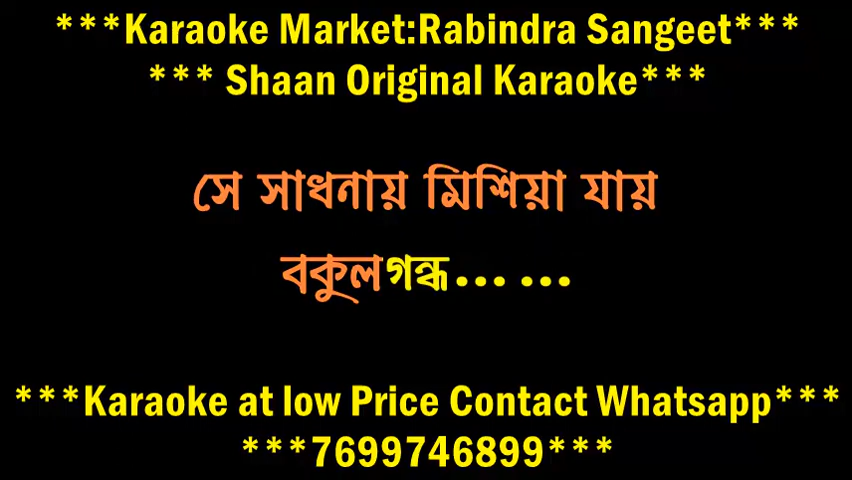 ***Karaoke Market:Rabindra Sangeet***
*** Shaan Original Karaoke***
সে সাধনায় মিশিয়া যায়
বকুলগন্ধ... ...
***Karaoke at low Price Contact Whatsapp***
***7699746899***